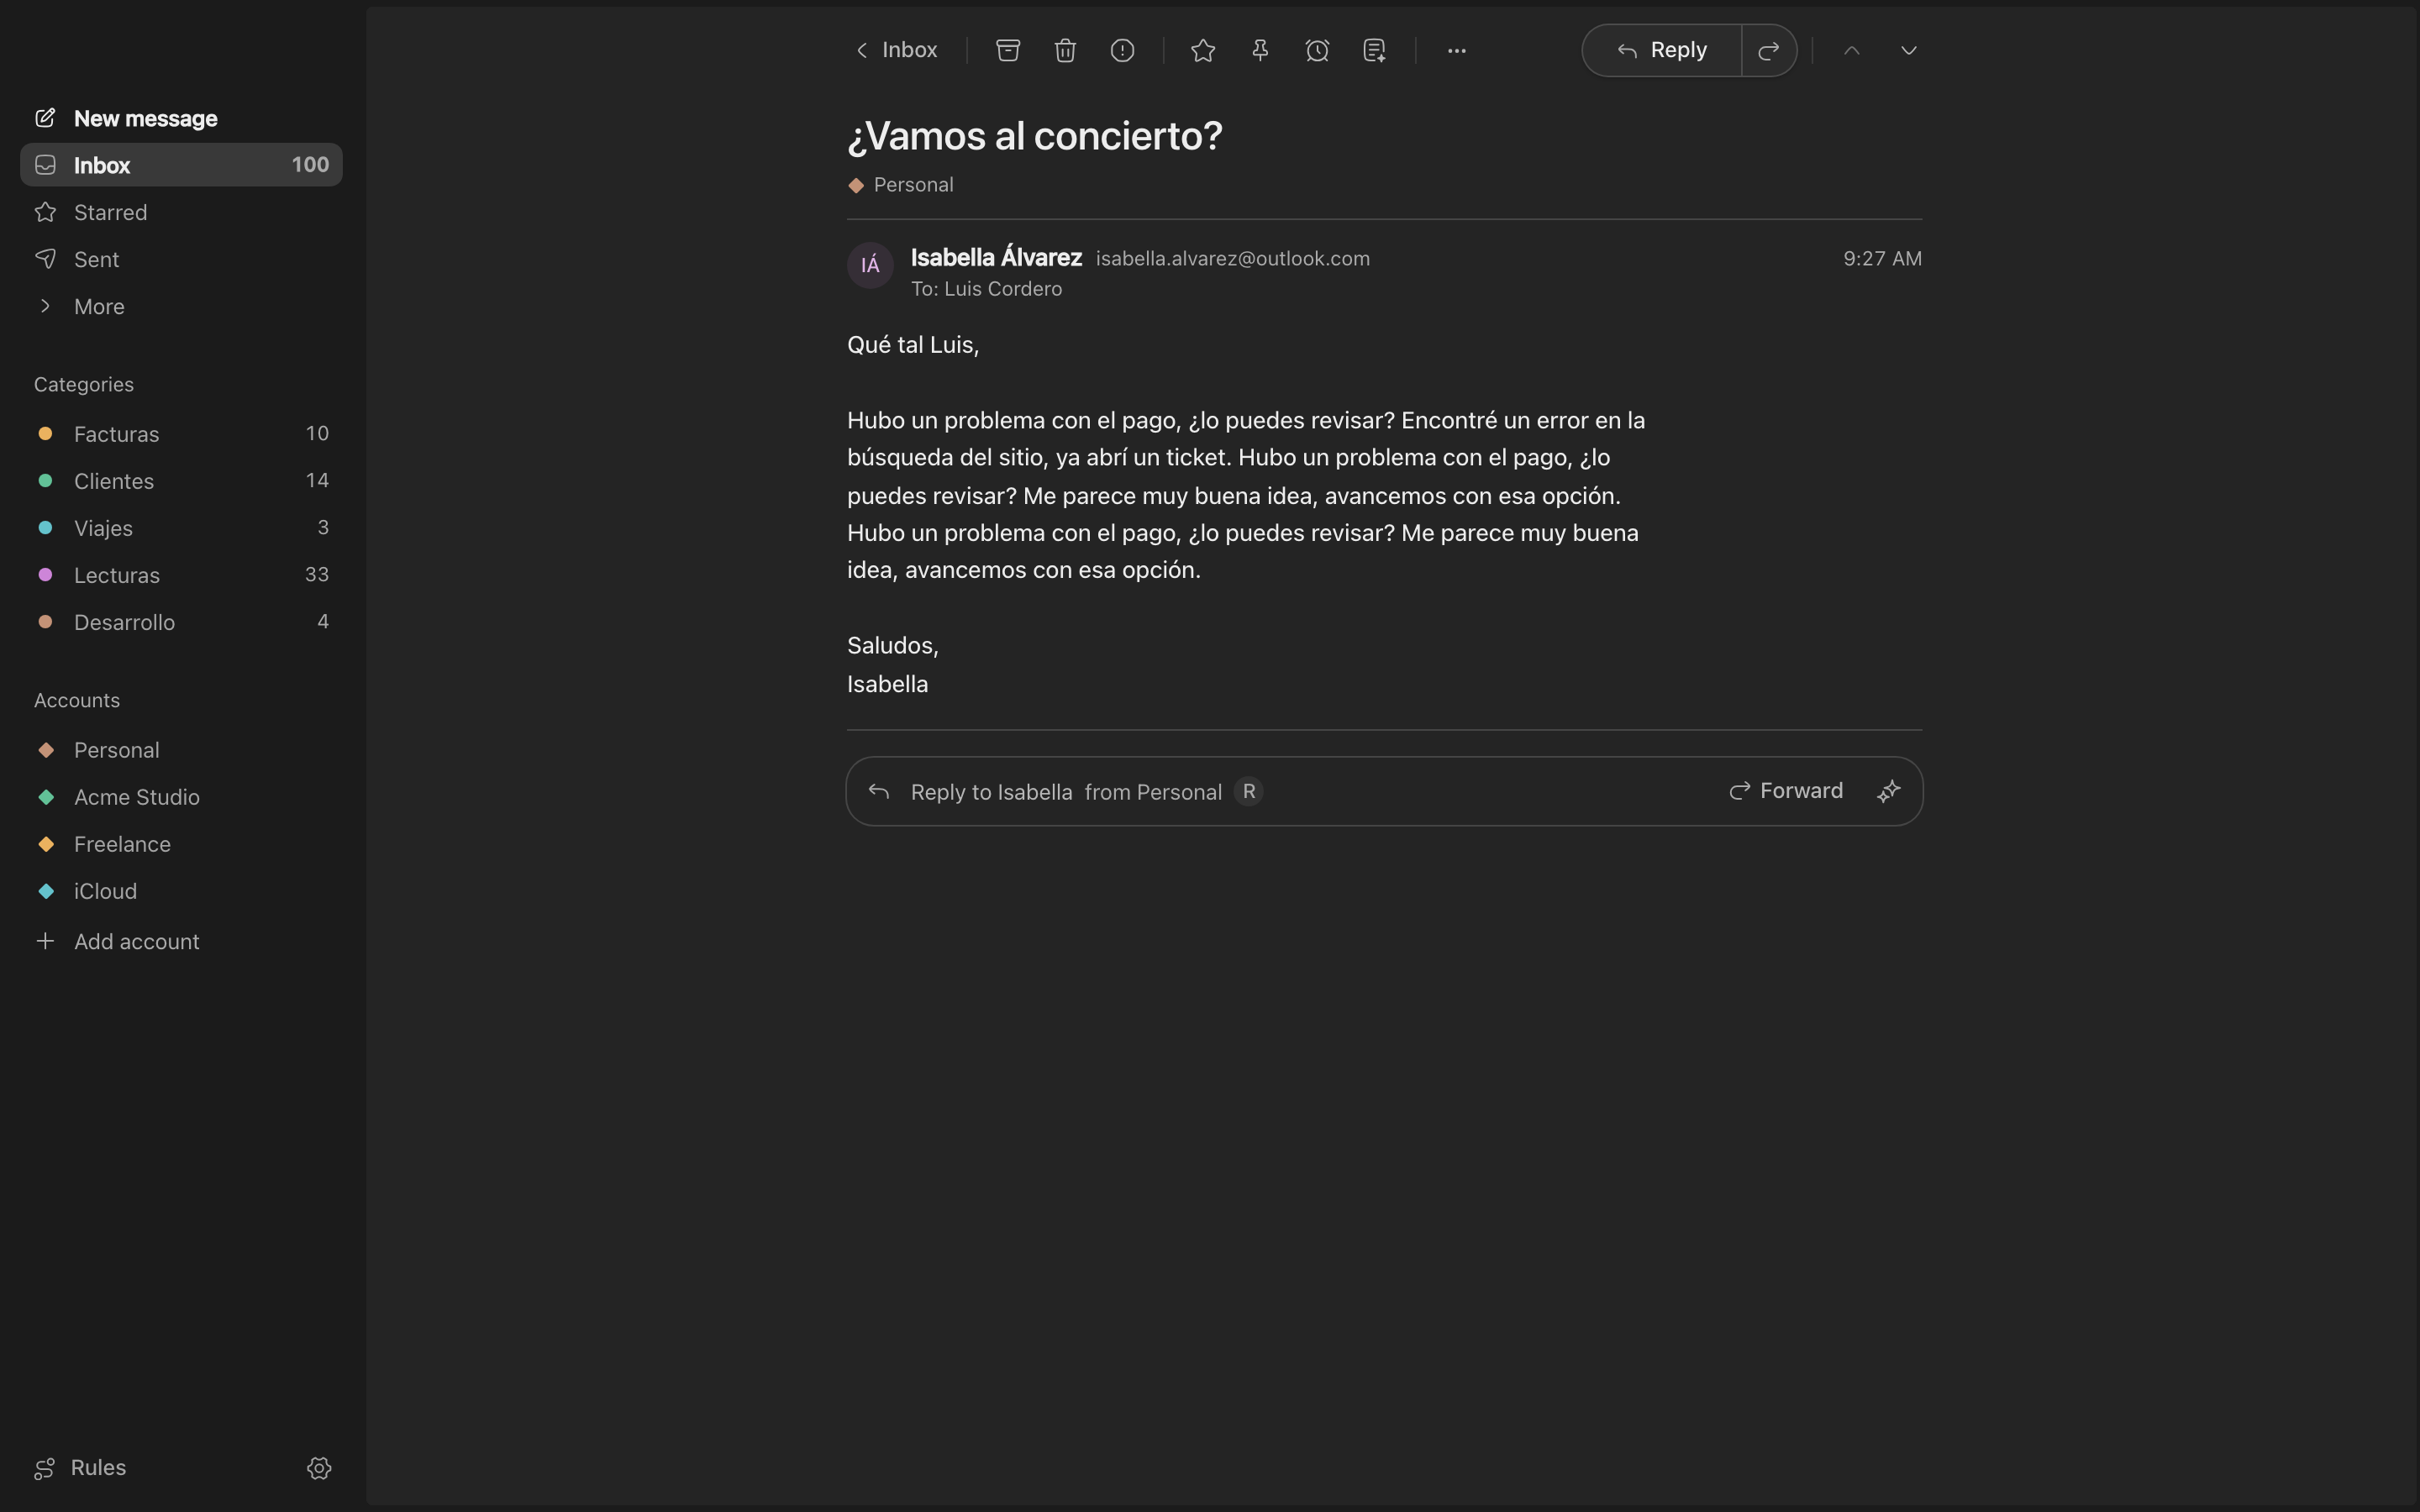 New message
Inbox 100
Starred
Sent
More
Categories
Facturas 10
Clientes 14
Viajes 3
Lecturas 33
Desarrollo 4
Accounts
Personal
Acme Studio
Freelance
iCloud
Add account
Rules
Inbox
Reply
¿Vamos al concierto?
Personal
IÁ
Isabella Álvarez isabella.alvarez@outlook.com 9:27 AM
To: Luis Cordero
Qué tal Luis,
Hubo un problema con el pago, ¿lo puedes revisar? Encontré un error en la
búsqueda del sitio, ya abrí un ticket. Hubo un problema con el pago, ¿lo
puedes revisar? Me parece muy buena idea, avancemos con esa opción.
Hubo un problema con el pago, ¿lo puedes revisar? Me parece muy buena
idea, avancemos con esa opción.
Saludos,
Isabella
Reply to Isabella from Personal R Forward